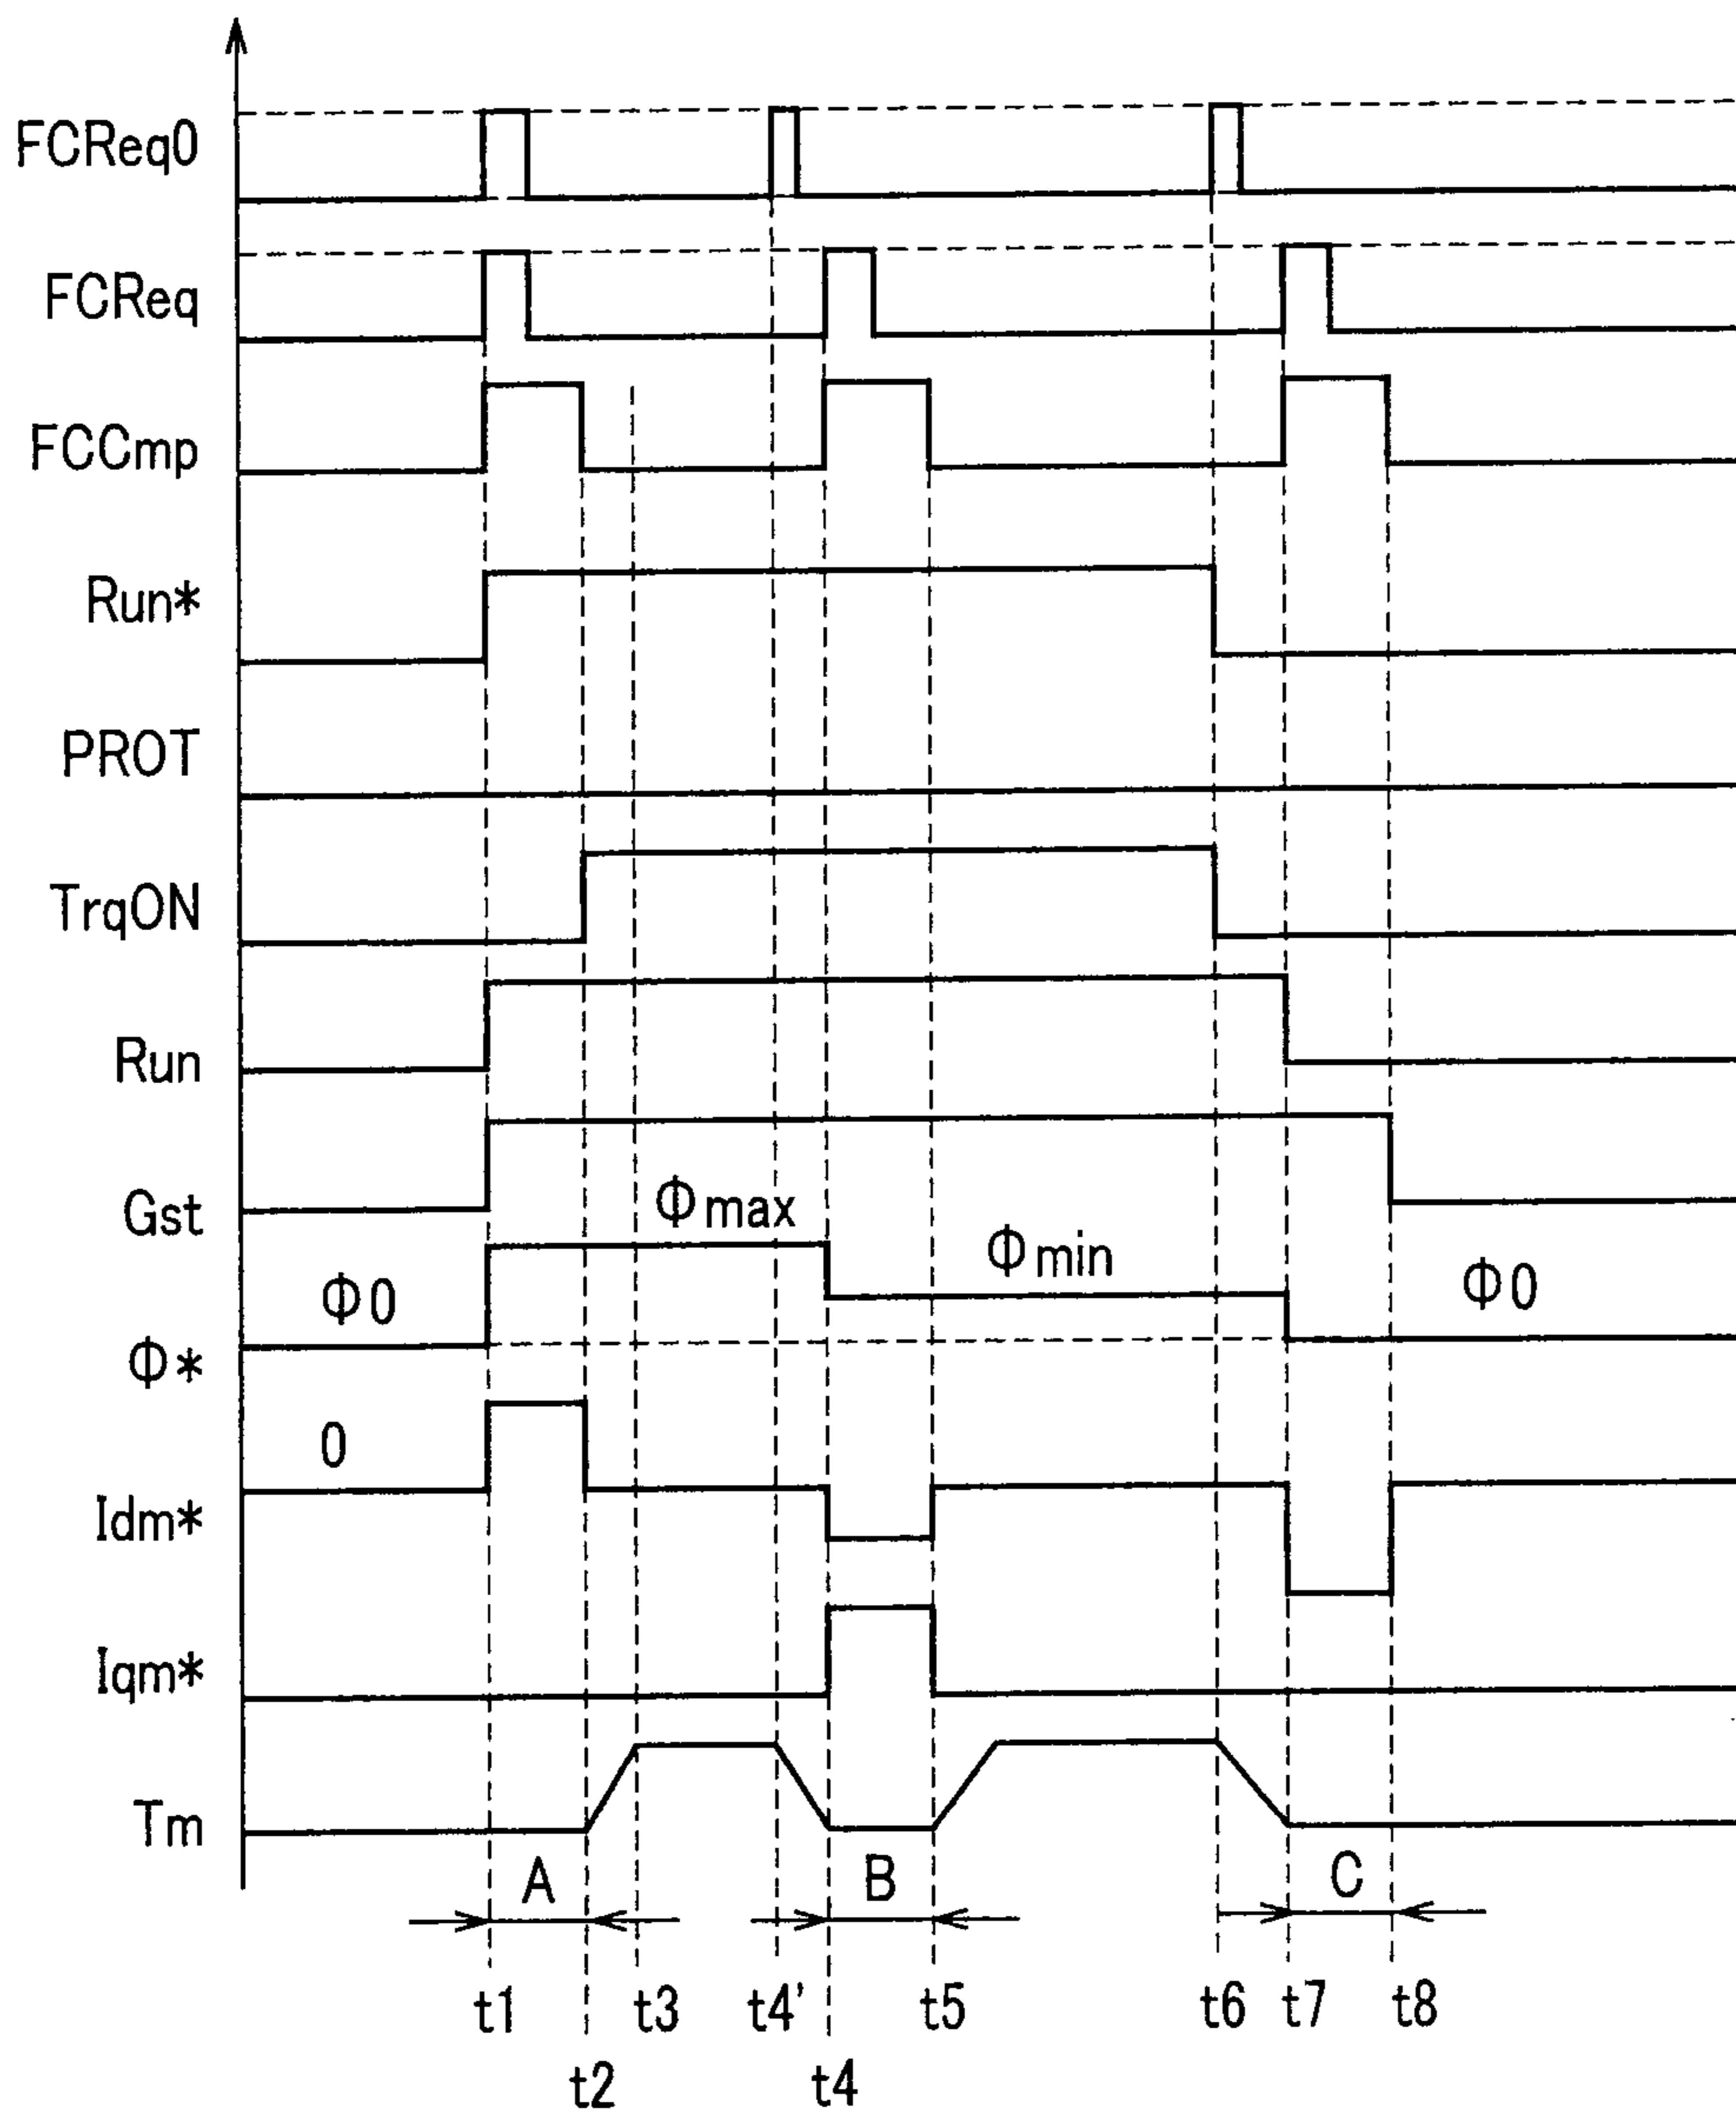 FCReq0
FCReq
FCCmp
Run*
PROT
TrqON
Run
Gst
Φmax
Φmin
Φ0
Φ0
Φ*
0
Idm*
Iqm*
Tm
A
B
C
t1
t3
t4'
t5
t6
t7
t8
t2
t4